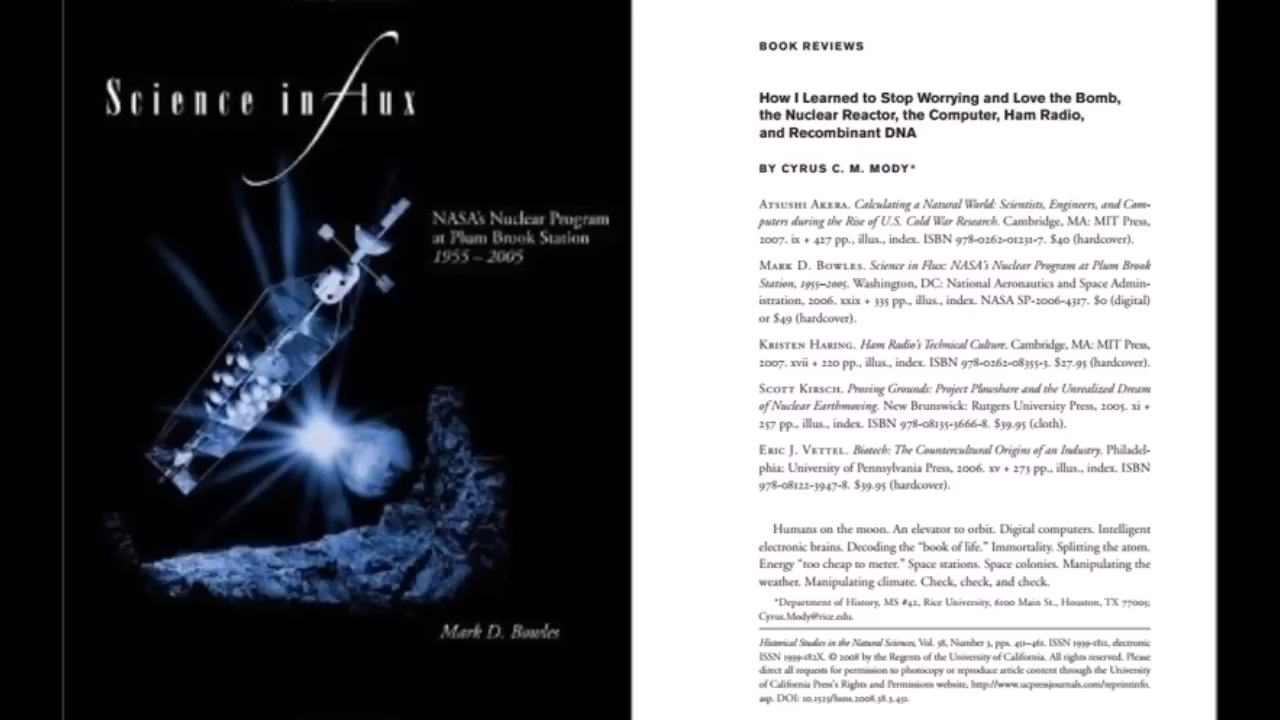 Science in flux
NASA's Nuclear Program
at Plum Brook Station
1955 – 2005
Mark D. Bowles
BOOK REVIEWS
How I Learned to Stop Worrying and Love the Bomb,
the Nuclear Reactor, the Computer, Ham Radio,
and Recombinant DNA
BY CYRUS C. M. MODY*
ATSUSHI AKERA. Calculating a Natural World: Scientists, Engineers, and Com-
puters during the Rise of U.S. Cold War Research. Cambridge, MA: MIT Press,
2007. ix + 427 pp., illus., index. ISBN 978-0262-01231-7. $40 (hardcover).
MARK D. BOWLES. Science in Flux: NASA's Nuclear Program at Plum Brook
Station, 1955–2005. Washington, DC: National Aeronautics and Space Admin-
istration, 2006. xxix + 335 pp., illus., index. NASA SP-2006-4317. $0 (digital)
or $49 (hardcover).
KRISTEN HARING. Ham Radio's Technical Culture. Cambridge, MA: MIT Press,
2007. xvii + 220 pp., illus., index. ISBN 978-0262-08355-3. $27.95 (hardcover).
SCOTT KIRSCH. Proving Grounds: Project Plowshare and the Unrealized Dream
of Nuclear Earthmoving. New Brunswick: Rutgers University Press, 2005. xi +
257 pp., illus., index. ISBN 978-08135-3666-8. $39.95 (cloth).
ERIC J. VETTEL. Biotech: The Countercultural Origins of an Industry. Philadel-
phia: University of Pennsylvania Press, 2006. xv + 273 pp., illus., index. ISBN
978-08122-3947-8. $39.95 (hardcover).
Humans on the moon. An elevator to orbit. Digital computers. Intelligent
electronic brains. Decoding the "book of life." Immortality. Splitting the atom.
Energy "too cheap to meter." Space stations. Space colonies. Manipulating the
weather. Manipulating climate. Check, check, and check.
*Department of History, MS #42, Rice University, 6100 Main St., Houston, TX 77005;
Cyrus.Mody@rice.edu.
Historical Studies in the Natural Sciences, Vol. 38, Number 3, pps. 451–461. ISSN 1939-1811, electronic
ISSN 1939-182X. © 2008 by the Regents of the University of California. All rights reserved. Please
direct all requests for permission to photocopy or reproduce article content through the University
of California Press's Rights and Permissions website, http://www.ucpressjournals.com/reprintinfo.
asp. DOI: 10.1525/hsns.2008.38.3.451.